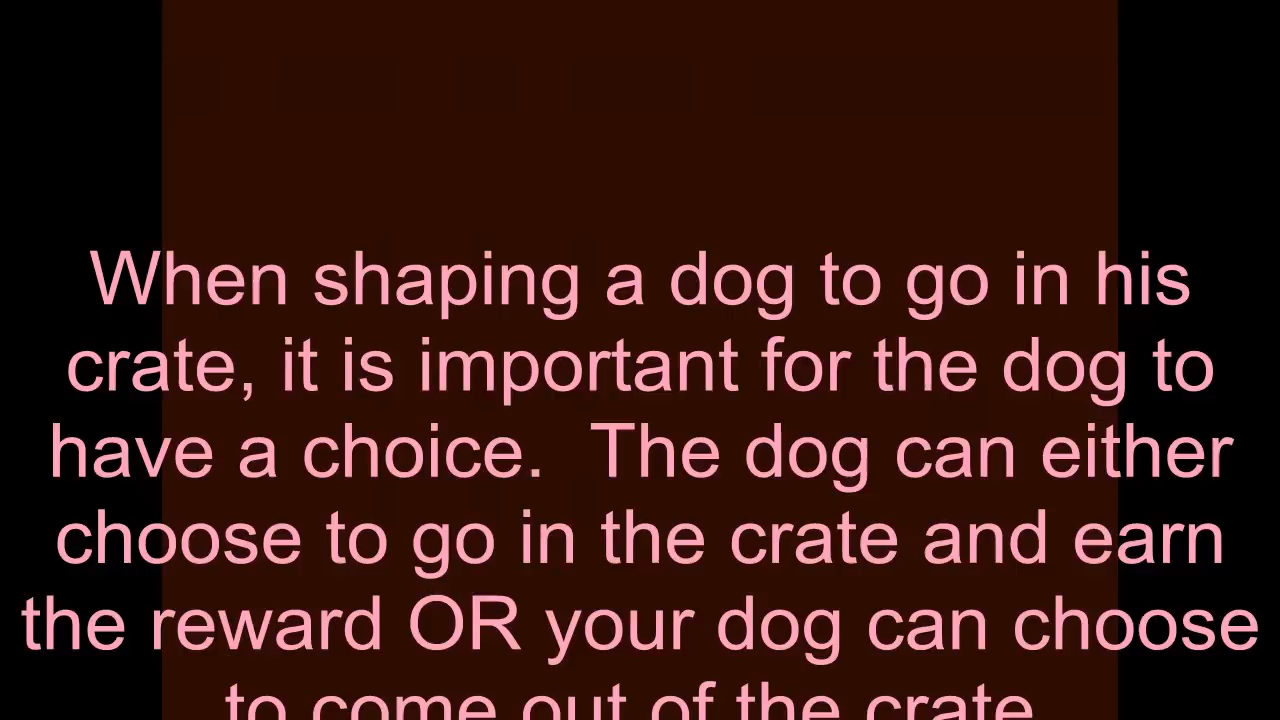 When shaping a dog to go in his
crate, it is important for the dog to
have a choice.  The dog can either
choose to go in the crate and earn
the reward OR your dog can choose
to come out of the crate